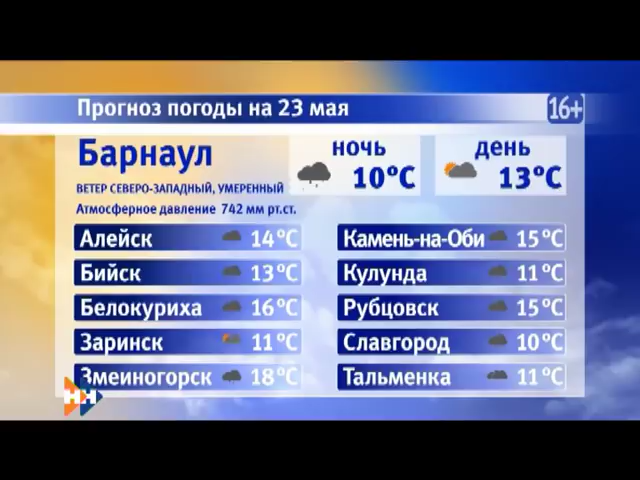 Прогноз погоды на 23 мая
16+
Барнаул
ночь
10°C
день
13°C
ВЕТЕР СЕВЕРО-ЗАПАДНЫЙ, УМЕРЕННЫЙ
Атмосферное давление 742 мм рт.ст.
Алейск 14°C
Бийск 13°C
Белокуриха 16°C
Заринск 11°C
Змеиногорск 18°C
Камень-на-Оби 15°C
Кулунда 11°C
Рубцовск 15°C
Славгород 10°C
Тальменка 11°C
НН